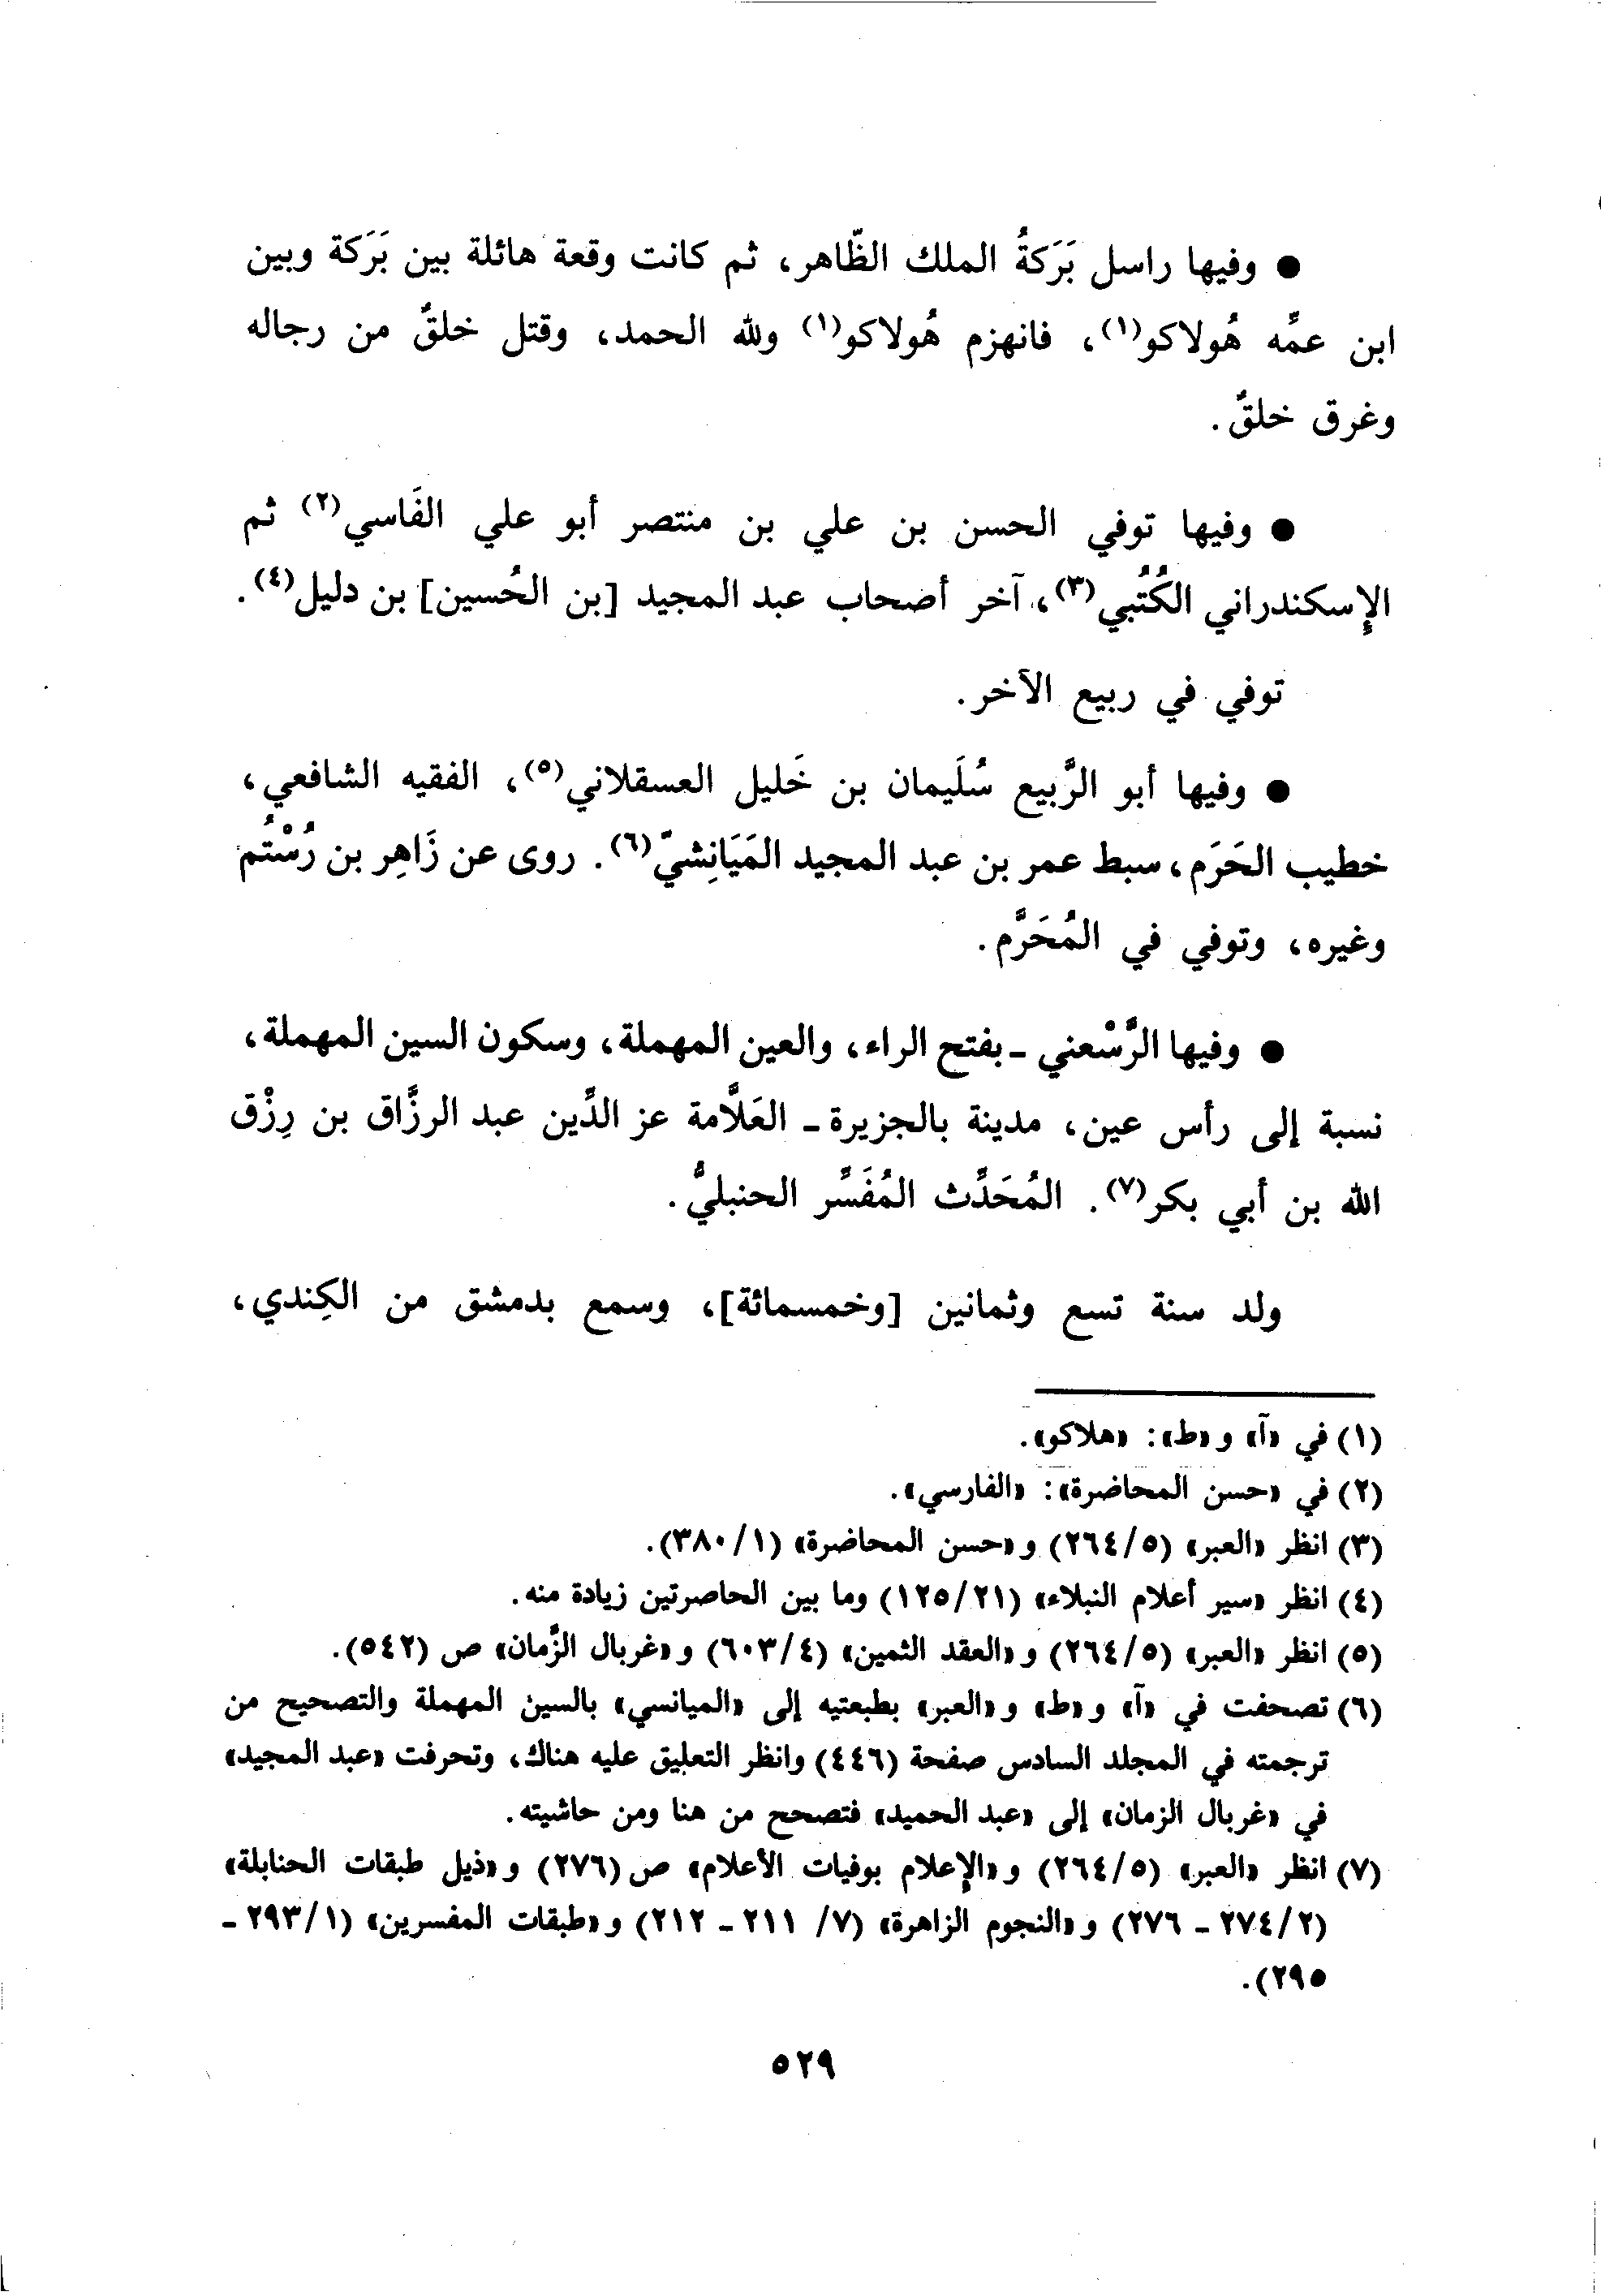 ● وفيها راسل بَرَكةُ الملك الظّاهر، ثم كانت وقعة هائلة بين بَرَكة وبين
ابن عمِّه هُولاكو(١)، فانهزم هُولاكو(١) ولله الحمد، وقتل خلقٌ من رجاله
وغرق خلقٌ.
● وفيها توفي الحسن بن علي بن منتصر أبو علي الفَاسي(٢) ثم
الإسكندراني الكُتُبي(٣)، آخر أصحاب عبد المجيد [بن الحُسين] بن دليل(٤).
توفي في ربيع الآخر.
● وفيها أبو الرَّبيع سُلَيمان بن خَليل العسقلاني(٥)، الفقيه الشافعي،
خطيب الحَرَم، سبط عمر بن عبد المجيد المَيَانِشيّ(٦). روى عن زَاهِر بن رُسْتُم
وغيره، وتوفي في المُحَرَّم.
● وفيها الرَّسْعني ـ بفتح الراء، والعين المهملة، وسكون السين المهملة،
نسبة إلى رأس عين، مدينة بالجزيرة ـ العَلَّامة عز الدِّين عبد الرزَّاق بن رِزْق
الله بن أبي بكر(٧). المُحَدِّث المُفَسِّر الحنبليُّ.
ولد سنة تسع وثمانين [وخمسمائة]، وسمع بدمشق من الكِندي،
(١) في «آ» و «ط»: «هلاكو».
(٢) في «حسن المحاضرة»: «الفارسي».
(٣) انظر «العبر» (٢٦٤/٥) و «حسن المحاضرة» (٣٨٠/١).
(٤) انظر «سير أعلام النبلاء» (١٢٥/٢١) وما بين الحاصرتين زيادة منه.
(٥) انظر «العبر» (٢٦٤/٥) و «العقد الثمين» (٦٠٣/٤) و «غربال الزَّمان» ص (٥٤٢).
(٦) تصحفت في «آ» و «ط» و «العبر» بطبعتيه إلى «الميانسي» بالسين المهملة والتصحيح من
ترجمته في المجلد السادس صفحة (٤٤٦) وانظر التعليق عليه هناك، وتحرفت «عبد المجيد»
في «غربال الزمان» إلى «عبد الحميد» فتصحح من هنا ومن حاشيته.
(٧) انظر «العبر» (٢٦٤/٥) و «الإعلام بوفيات الأعلام» ص (٢٧٦) و «ذيل طبقات الحنابلة»
(٢٧٤/٢ ـ ٢٧٦) و «النجوم الزاهرة» (٧/ ٢١١ ـ ٢١٢) و «طبقات المفسرين» (٢٩٣/١ ـ
٢٩٥).
٥٢٩